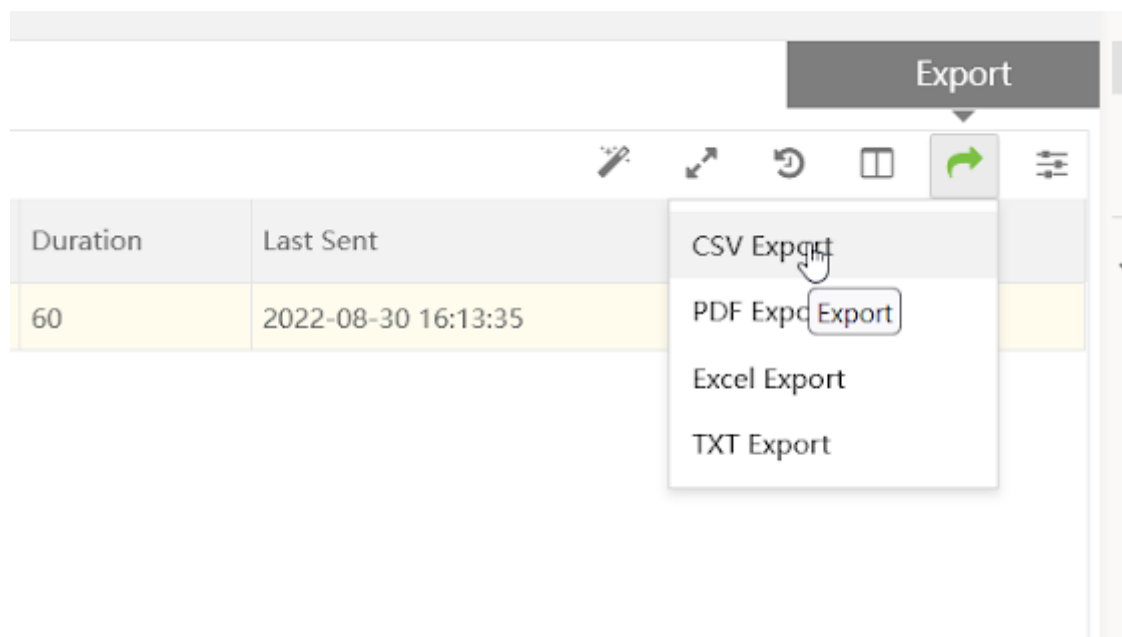 Export
Duration Last Sent
60 2022-08-30 16:13:35
CSV Export
PDF Export
Export
Excel Export
TXT Export